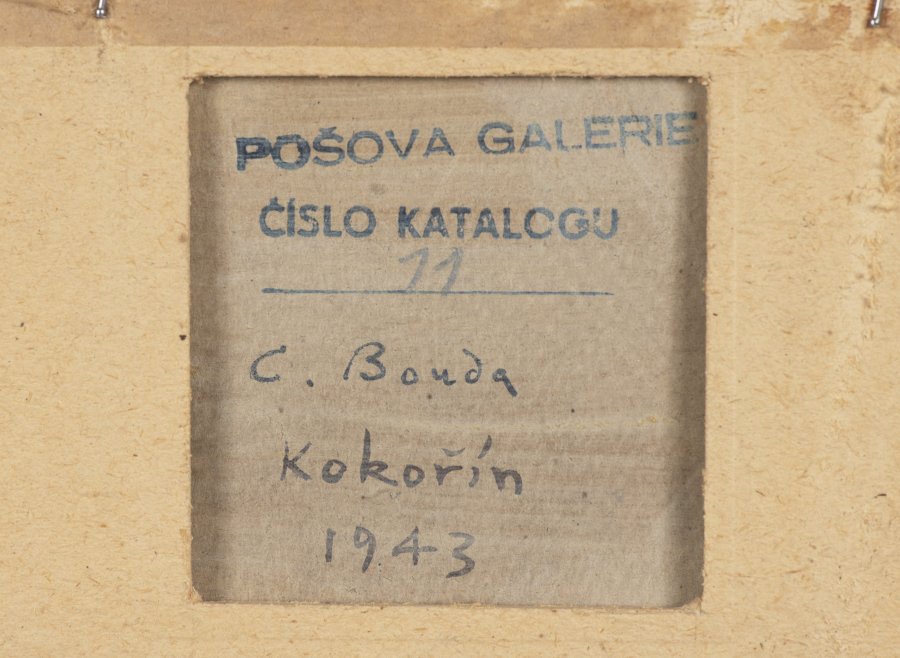 POŠOVA GALERIE
ČÍSLO KATALOGU
11
C. Bouda
Kokořín
1943